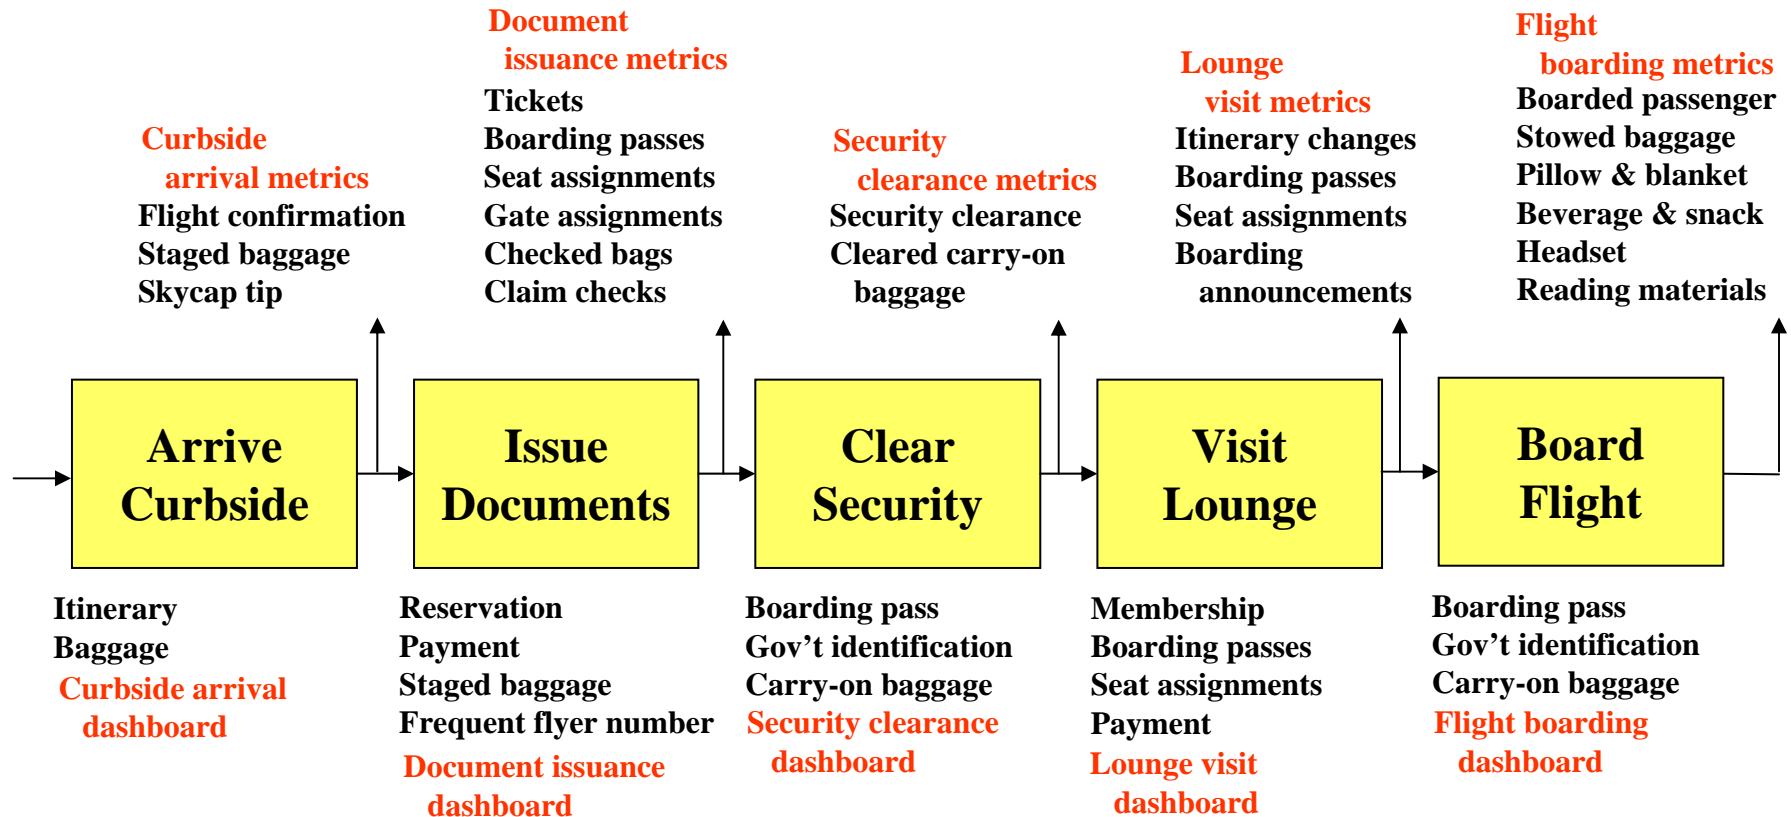 Curbside
arrival metrics
Flight confirmation
Staged baggage
Skycap tip
Document
issuance metrics
Tickets
Boarding passes
Seat assignments
Gate assignments
Checked bags
Claim checks
Security
clearance metrics
Security clearance
Cleared carry-on
baggage
Lounge
visit metrics
Itinerary changes
Boarding passes
Seat assignments
Boarding
announcements
Flight
boarding metrics
Boarded passenger
Stowed baggage
Pillow & blanket
Beverage & snack
Headset
Reading materials
Arrive
Curbside
Issue
Documents
Clear
Security
Visit
Lounge
Board
Flight
Itinerary
Baggage
Curbside arrival
dashboard
Reservation
Payment
Staged baggage
Frequent flyer number
Document issuance
dashboard
Boarding pass
Gov’t identification
Carry-on baggage
Security clearance
dashboard
Membership
Boarding passes
Seat assignments
Payment
Lounge visit
dashboard
Boarding pass
Gov’t identification
Carry-on baggage
Flight boarding
dashboard